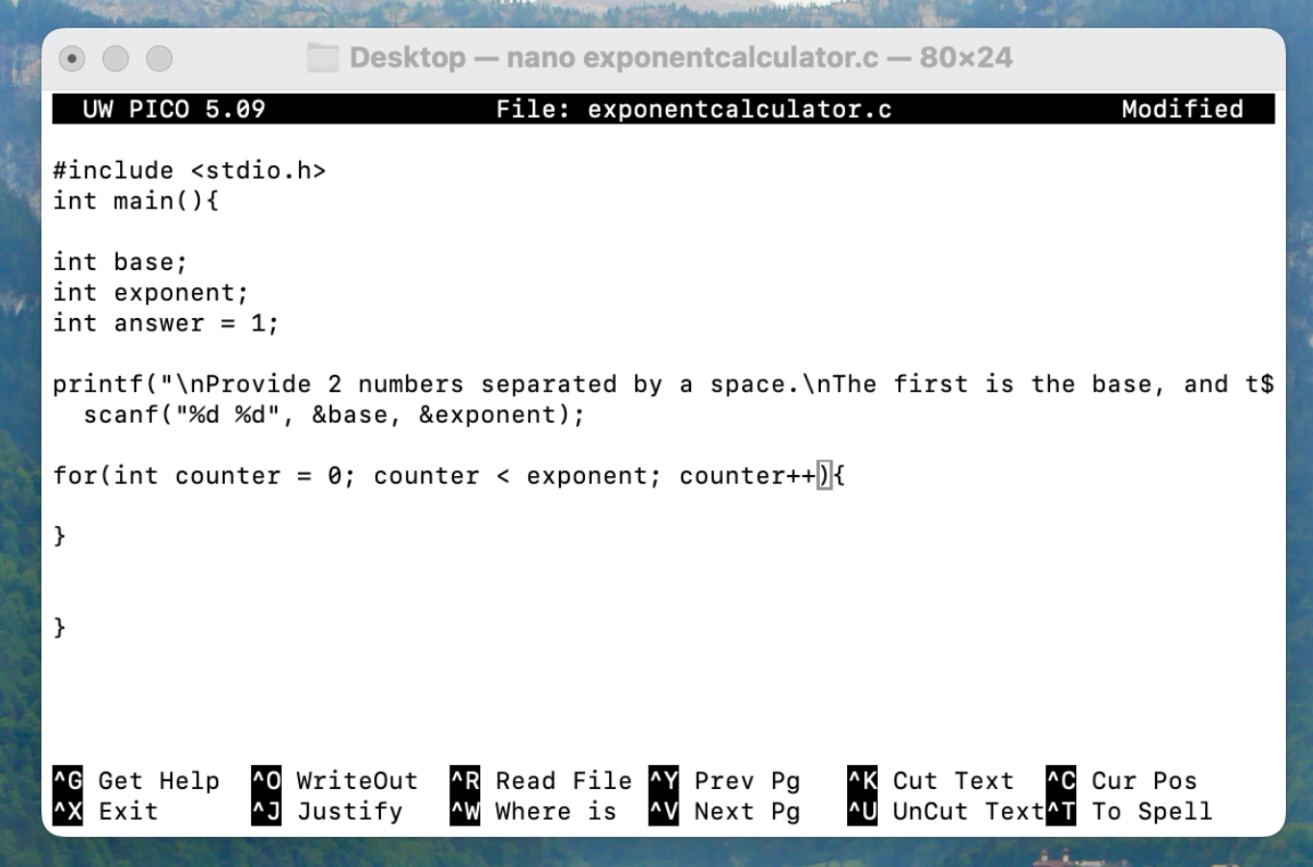 Desktop — nano exponentcalculator.c — 80×24
UW PICO 5.09 File: exponentcalculator.c Modified
#include <stdio.h>
int main(){
int base;
int exponent;
int answer = 1;
printf("\nProvide 2 numbers separated by a space.\nThe first is the base, and t$
  scanf("%d %d", &base, &exponent);
for(int counter = 0; counter < exponent; counter++){
}
}
^G Get Help ^O WriteOut ^R Read File ^Y Prev Pg ^K Cut Text ^C Cur Pos
^X Exit ^J Justify ^W Where is ^V Next Pg ^U UnCut Text ^T To Spell